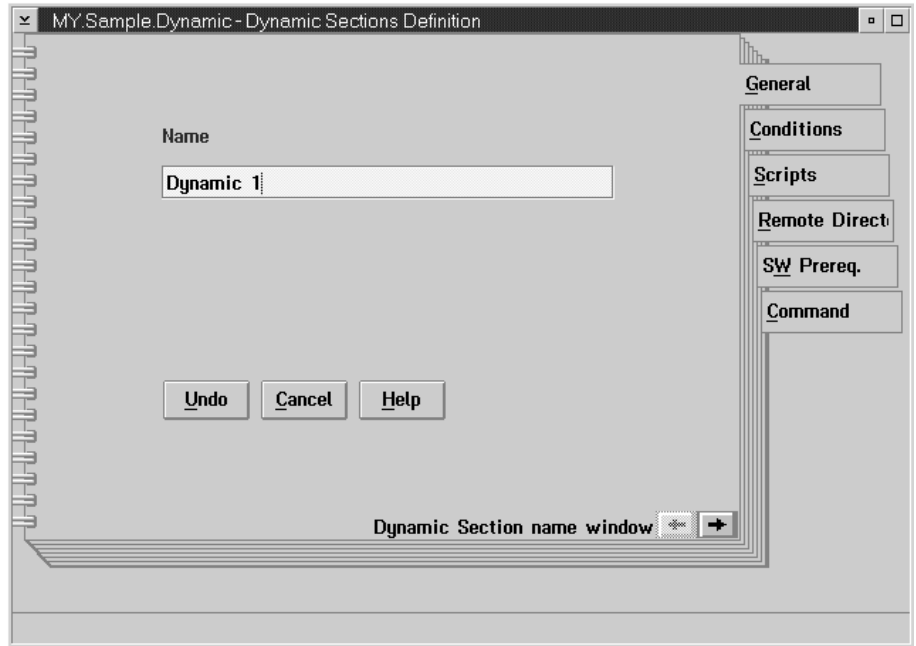 MY.Sample.Dynamic - Dynamic Sections Definition
General
Conditions
Scripts
Remote Direct
SW Prereq.
Command
Name
Dynamic 1
Undo Cancel Help
Dynamic Section name window